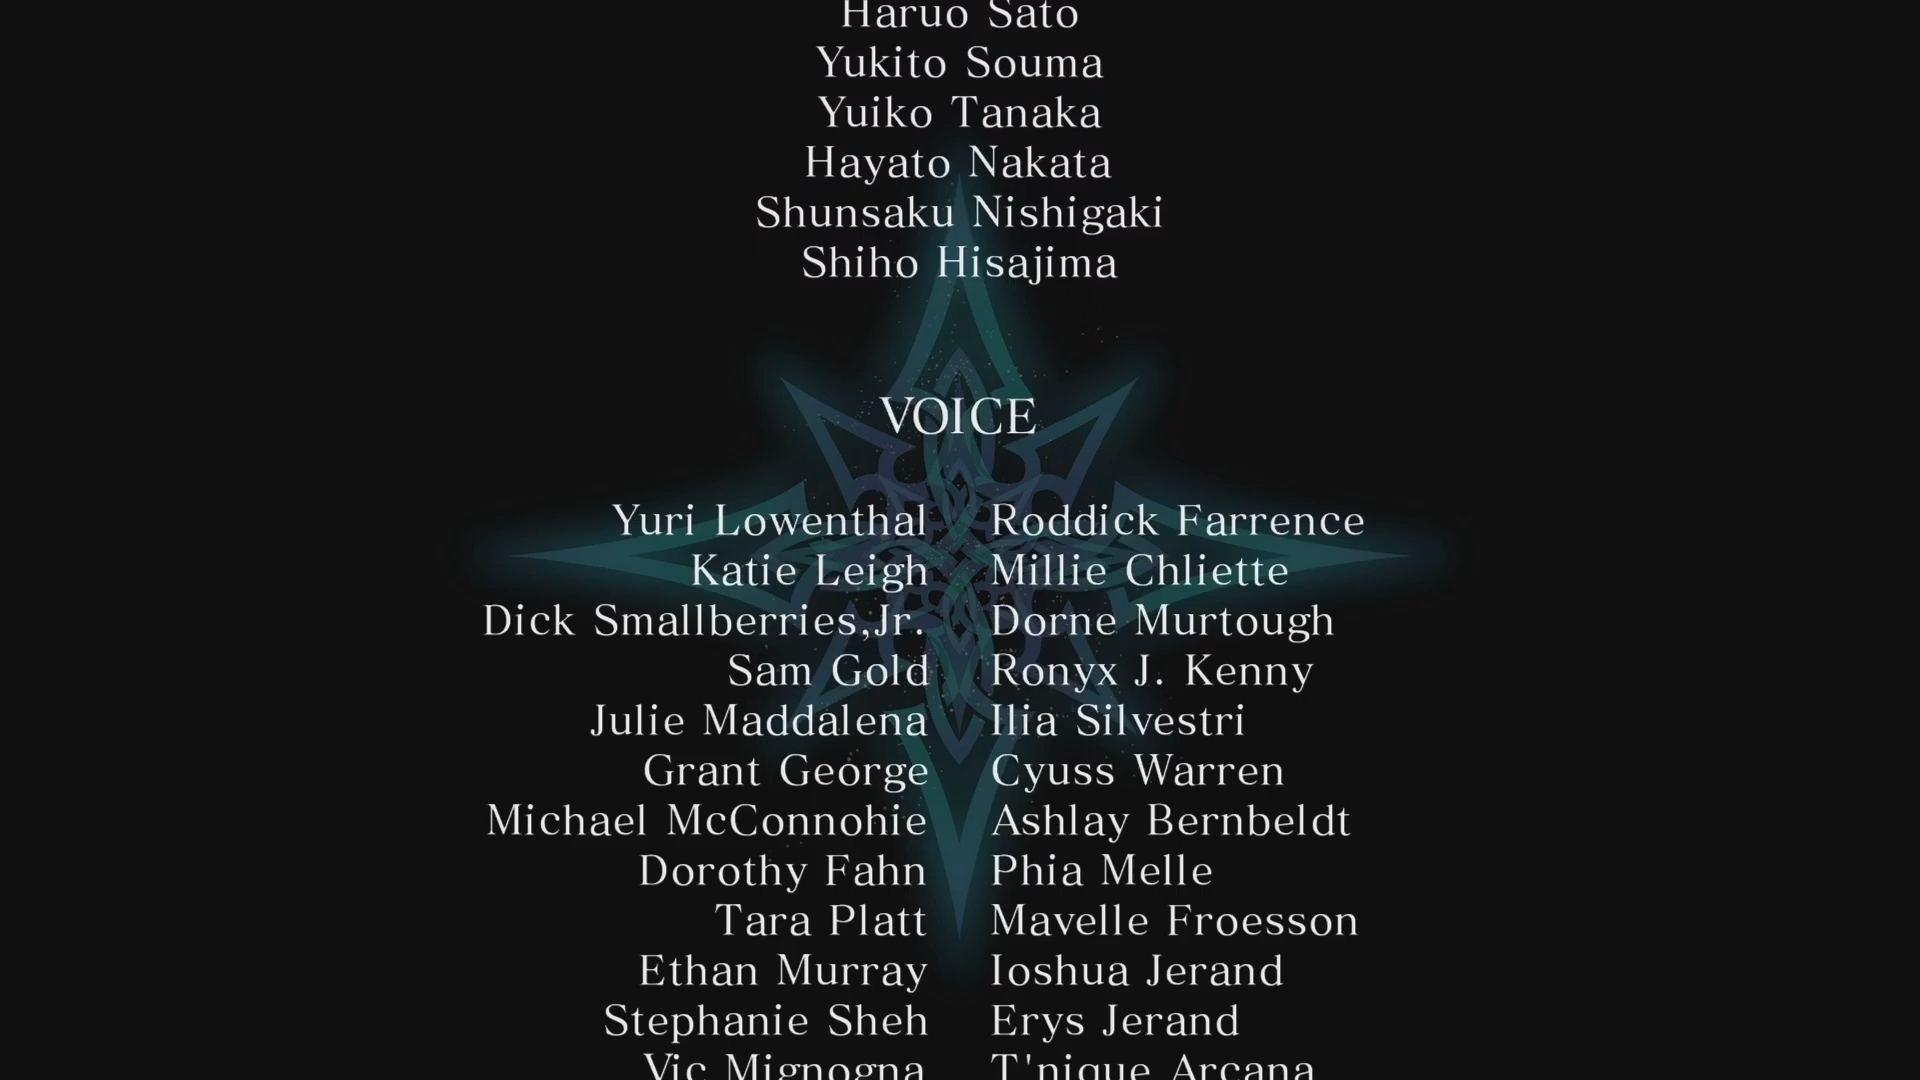 Haruo Sato
Yukito Souma
Yuiko Tanaka
Hayato Nakata
Shunsaku Nishigaki
Shiho Hisajima
VOICE
Yuri Lowenthal Roddick Farrence
Katie Leigh Millie Chliette
Dick Smallberries,Jr. Dorne Murtough
Sam Gold Ronyx J. Kenny
Julie Maddalena Ilia Silvestri
Grant George Cyuss Warren
Michael McConnohie Ashlay Bernbeldt
Dorothy Fahn Phia Melle
Tara Platt Mavelle Froesson
Ethan Murray Ioshua Jerand
Stephanie Sheh Erys Jerand
Vic Mignogna T'nique Arcana